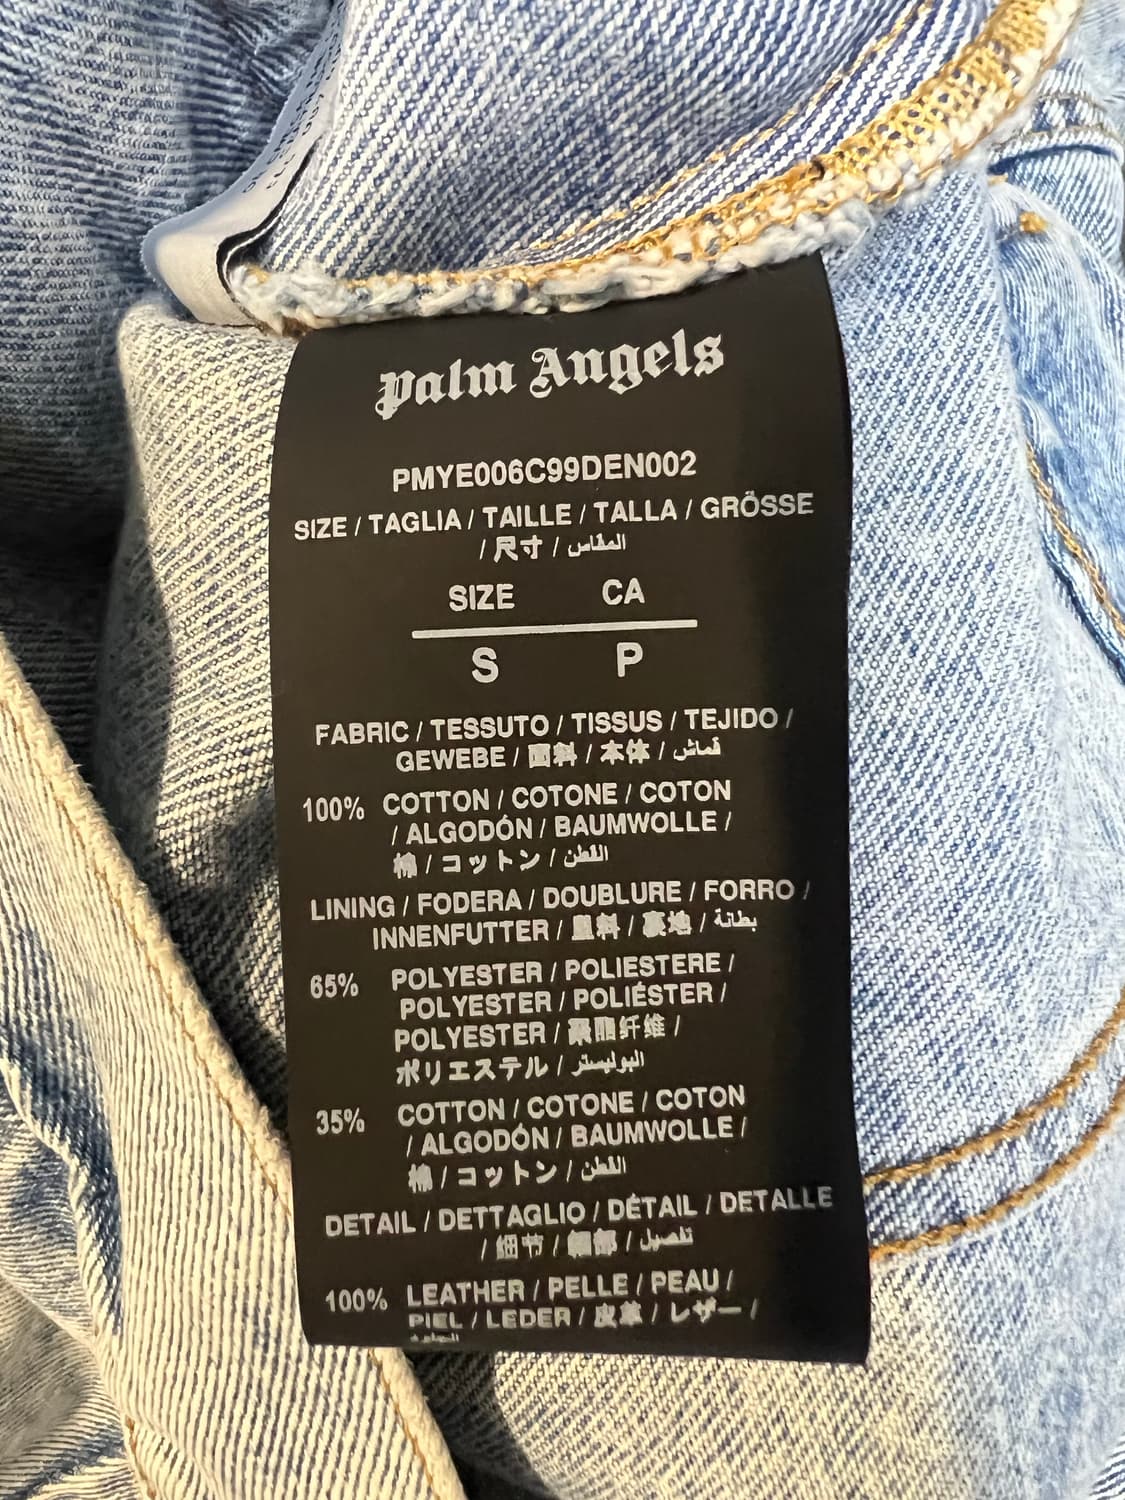 Palm Angels
PMYE006C99DEN002
SIZE / TAGLIA / TAILLE / TALLA / GRÖSSE
/ 尺寸 / المقاس
SIZE CA
S P
FABRIC / TESSUTO / TISSUS / TEJIDO /
GEWEBE / 面料 / 本体 / قماش
100% COTTON / COTONE / COTON
/ ALGODÓN / BAUMWOLLE /
棉 / コットン / القطن
LINING / FODERA / DOUBLURE / FORRO /
INNENFUTTER / 里料 / 裏地 / بطانة
65% POLYESTER / POLIESTERE /
POLYESTER / POLIÉSTER /
POLYESTER / 聚酯纤维 /
ポリエステル / البوليستر
35% COTTON / COTONE / COTON
/ ALGODÓN / BAUMWOLLE /
棉 / コットン / القطن
DETAIL / DETTAGLIO / DÉTAIL / DETALLE
/ 细节 / 細部 / تفصيل
100% LEATHER / PELLE / PEAU /
PIEL / LEDER / 皮革 / レザー /